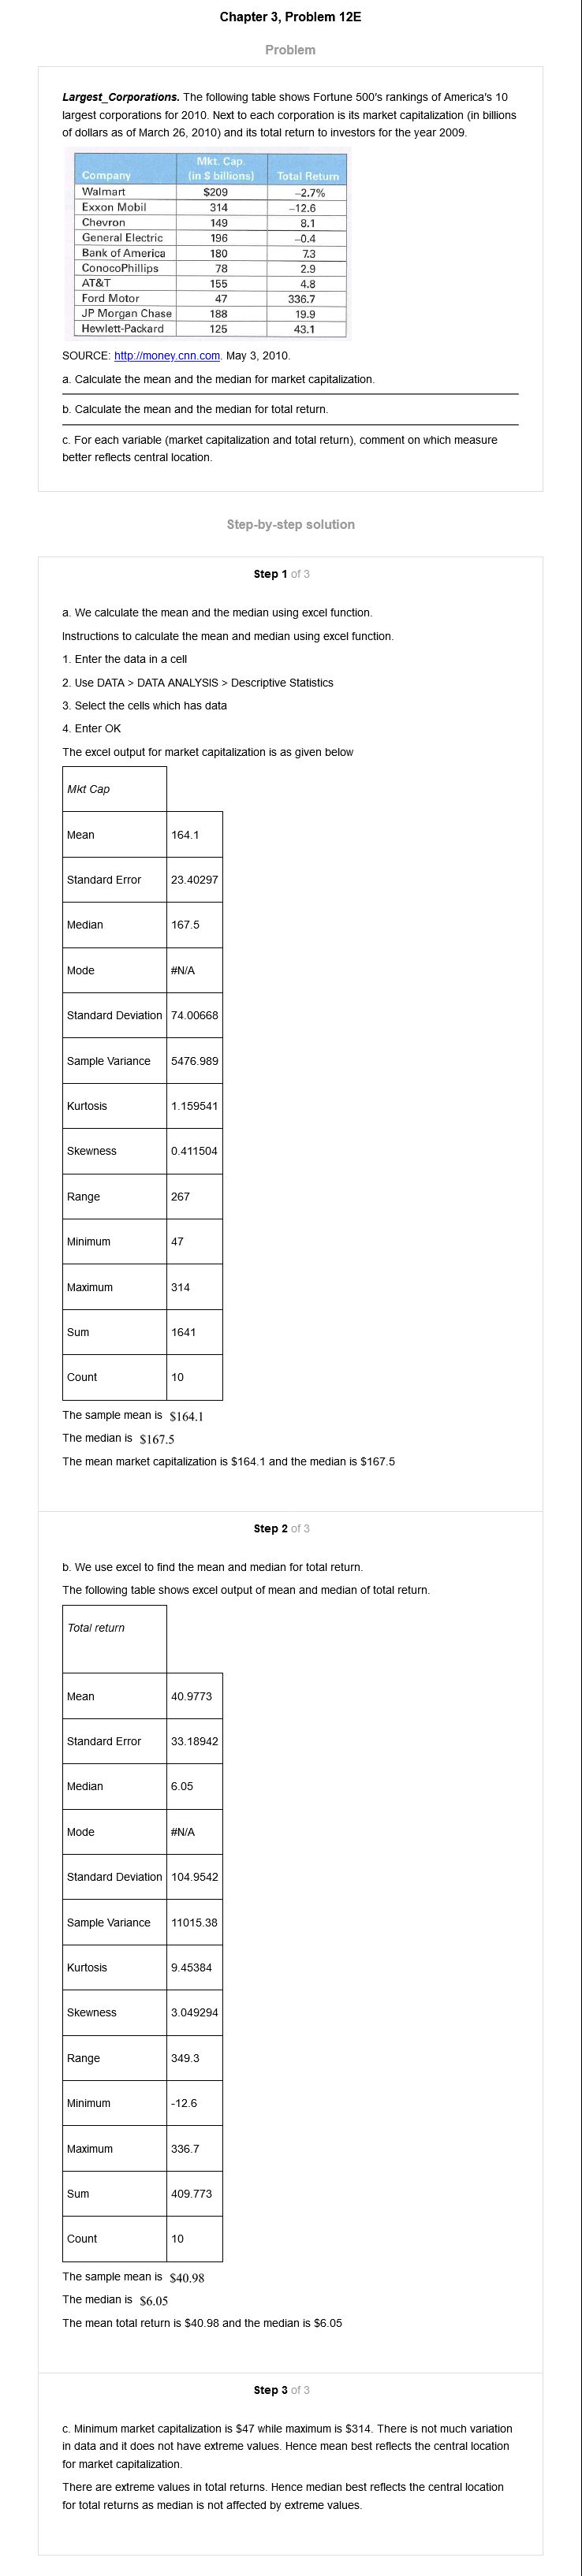 Chapter 3, Problem 12E
Problem
Largest_Corporations. The following table shows Fortune 500's rankings of America's 10
largest corporations for 2010. Next to each corporation is its market capitalization (in billions
of dollars as of March 26, 2010) and its total return to investors for the year 2009.
Mkt. Cap.
Company (in $ billions) Total Return
Walmart $209 –2.7%
Exxon Mobil 314 –12.6
Chevron 149 8.1
General Electric 196 –0.4
Bank of America 180 7.3
ConocoPhillips 78 2.9
AT&T 155 4.8
Ford Motor 47 336.7
JP Morgan Chase 188 19.9
Hewlett-Packard 125 43.1
SOURCE: http://money.cnn.com. May 3, 2010.
a. Calculate the mean and the median for market capitalization.
b. Calculate the mean and the median for total return.
c. For each variable (market capitalization and total return), comment on which measure
better reflects central location.
Step-by-step solution
Step 1 of 3
a. We calculate the mean and the median using excel function.
Instructions to calculate the mean and median using excel function.
1. Enter the data in a cell
2. Use DATA > DATA ANALYSIS > Descriptive Statistics
3. Select the cells which has data
4. Enter OK
The excel output for market capitalization is as given below
Mkt Cap
Mean 164.1
Standard Error 23.40297
Median 167.5
Mode #N/A
Standard Deviation 74.00668
Sample Variance 5476.989
Kurtosis 1.159541
Skewness 0.411504
Range 267
Minimum 47
Maximum 314
Sum 1641
Count 10
The sample mean is $164.1
The median is $167.5
The mean market capitalization is $164.1 and the median is $167.5
Step 2 of 3
b. We use excel to find the mean and median for total return.
The following table shows excel output of mean and median of total return.
Total return
Mean 40.9773
Standard Error 33.18942
Median 6.05
Mode #N/A
Standard Deviation 104.9542
Sample Variance 11015.38
Kurtosis 9.45384
Skewness 3.049294
Range 349.3
Minimum -12.6
Maximum 336.7
Sum 409.773
Count 10
The sample mean is $40.98
The median is $6.05
The mean total return is $40.98 and the median is $6.05
Step 3 of 3
c. Minimum market capitalization is $47 while maximum is $314. There is not much variation
in data and it does not have extreme values. Hence mean best reflects the central location
for market capitalization.
There are extreme values in total returns. Hence median best reflects the central location
for total returns as median is not affected by extreme values.